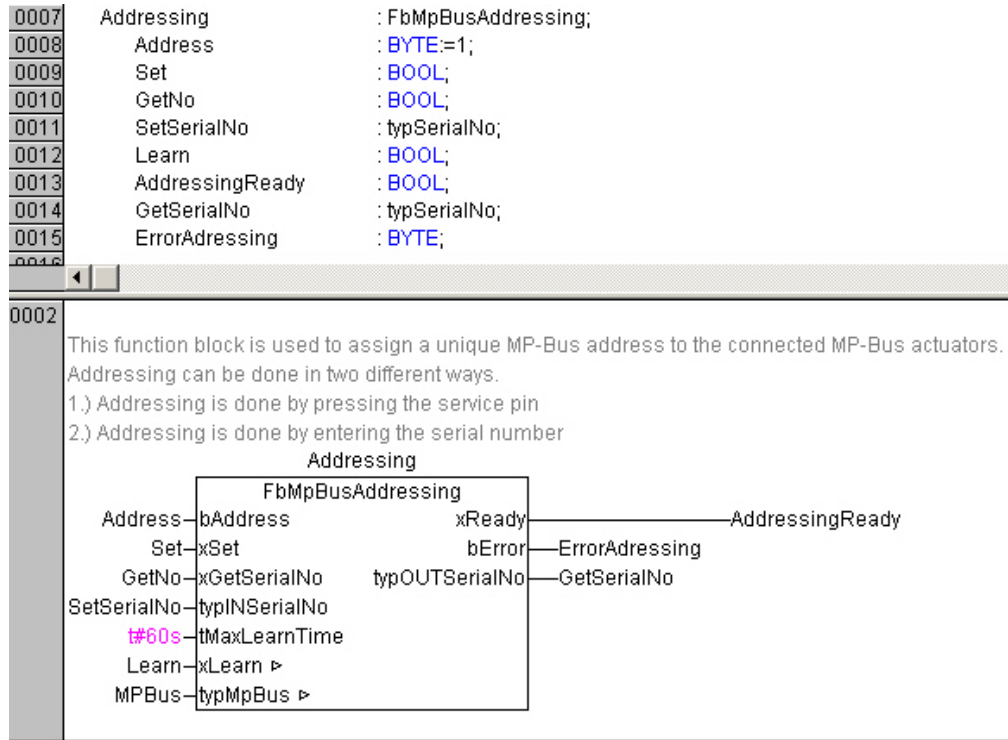 0007 Addressing : FbMpBusAddressing;
0008 Address : BYTE:=1;
0009 Set : BOOL;
0010 GetNo : BOOL;
0011 SetSerialNo : typSerialNo;
0012 Learn : BOOL;
0013 AddressingReady : BOOL;
0014 GetSerialNo : typSerialNo;
0015 ErrorAdressing : BYTE;
0016
0002
This function block is used to assign a unique MP-Bus address to the connected MP-Bus actuators.
Addressing can be done in two different ways.
1.) Addressing is done by pressing the service pin
2.) Addressing is done by entering the serial number
Addressing
FbMpBusAddressing
Address bAddress xReady AddressingReady
Set xSet bError ErrorAdressing
GetNo xGetSerialNo typOUTSerialNo GetSerialNo
SetSerialNo typINSerialNo
t#60s tMaxLearnTime
Learn xLearn
MPBus typMpBus